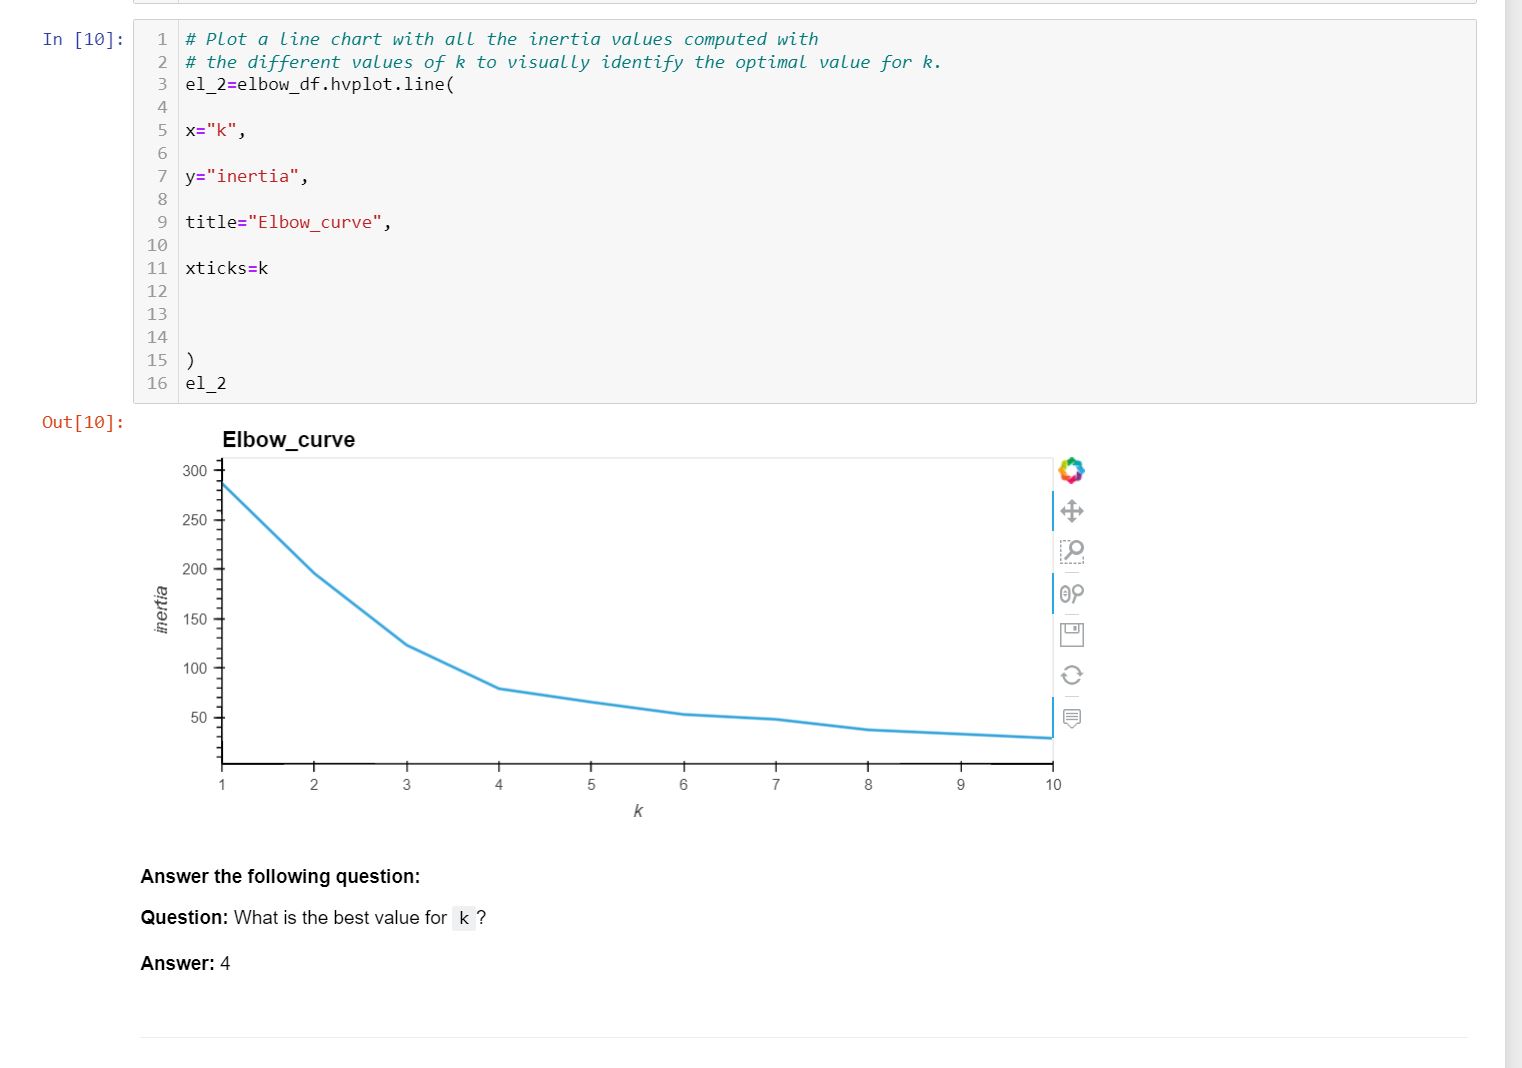 In [10]:
1 # Plot a line chart with all the inertia values computed with
2 # the different values of k to visually identify the optimal value for k.
3 el_2=elbow_df.hvplot.line(
4
5 x="k",
6
7 y="inertia",
8
9 title="Elbow_curve",
10
11 xticks=k
12
13
14
15 )
16 el_2
Out[10]:
Elbow_curve
300
250
200
150
100
50
inertia
1 2 3 4 5 6 7 8 9 10
k
Answer the following question:
Question: What is the best value for k ?
Answer: 4